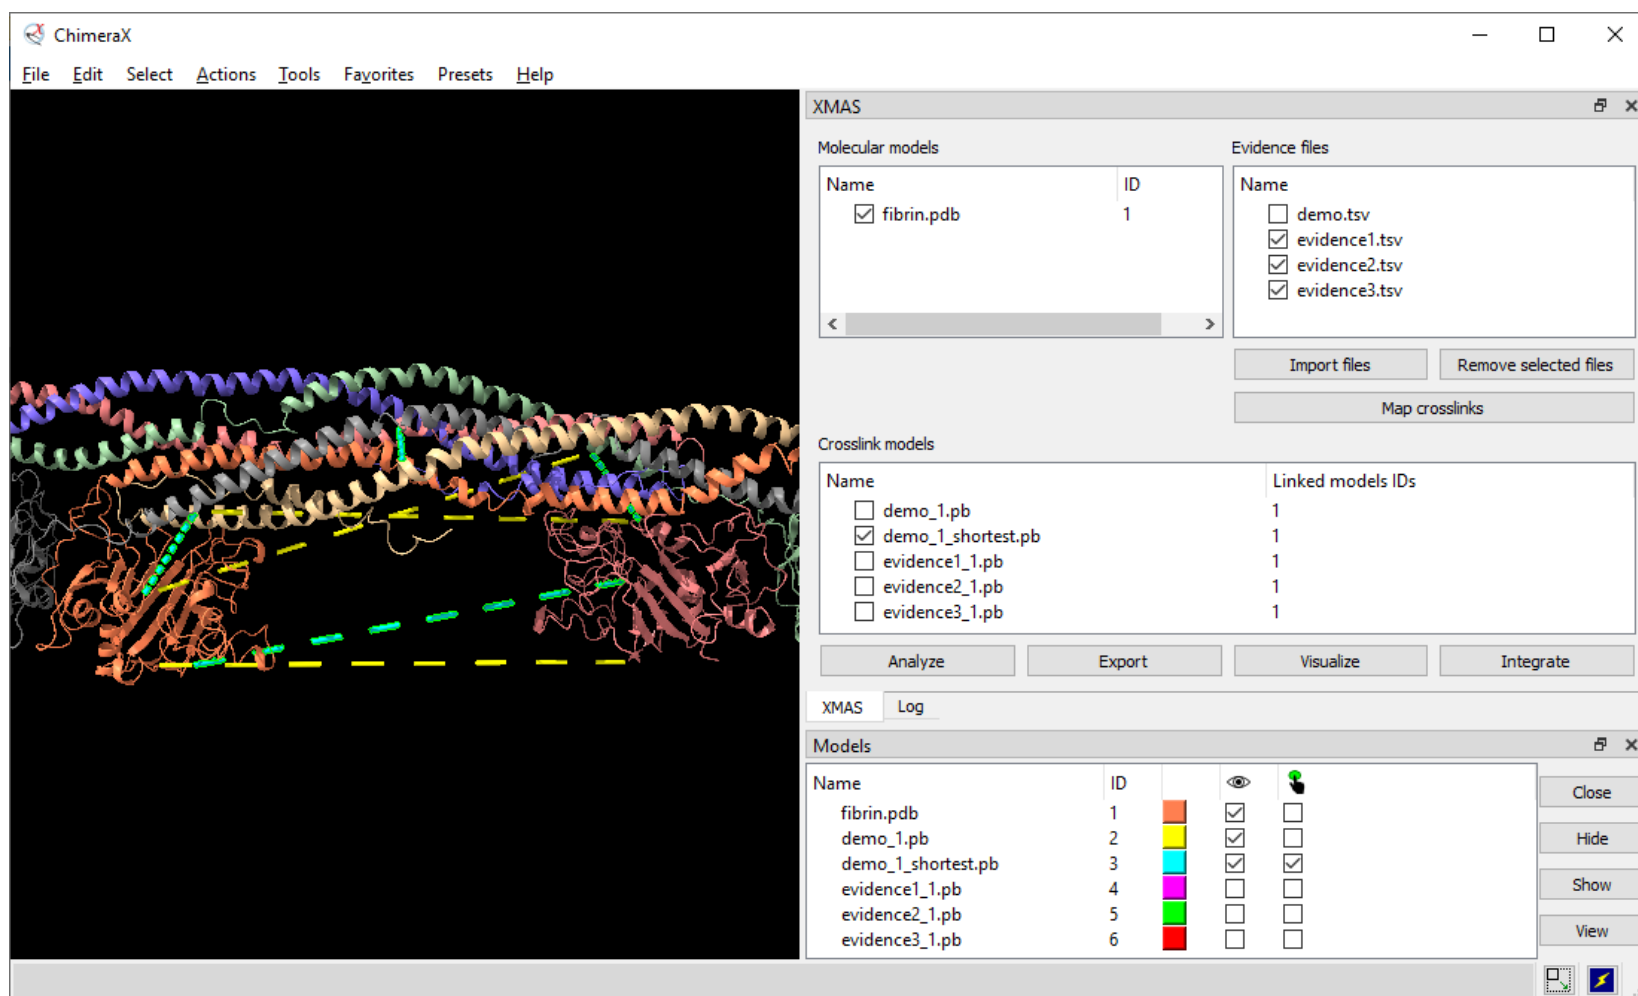 ChimeraX
File Edit Select Actions Tools Favorites Presets Help
XMAS
Molecular models
Name ID
fibrin.pdb 1
Evidence files
Name
demo.tsv
evidence1.tsv
evidence2.tsv
evidence3.tsv
Import files Remove selected files
Map crosslinks
Crosslink models
Name Linked models IDs
demo_1.pb 1
demo_1_shortest.pb 1
evidence1_1.pb 1
evidence2_1.pb 1
evidence3_1.pb 1
Analyze Export Visualize Integrate
XMAS Log
Models
Name ID
fibrin.pdb 1
demo_1.pb 2
demo_1_shortest.pb 3
evidence1_1.pb 4
evidence2_1.pb 5
evidence3_1.pb 6
Close
Hide
Show
View